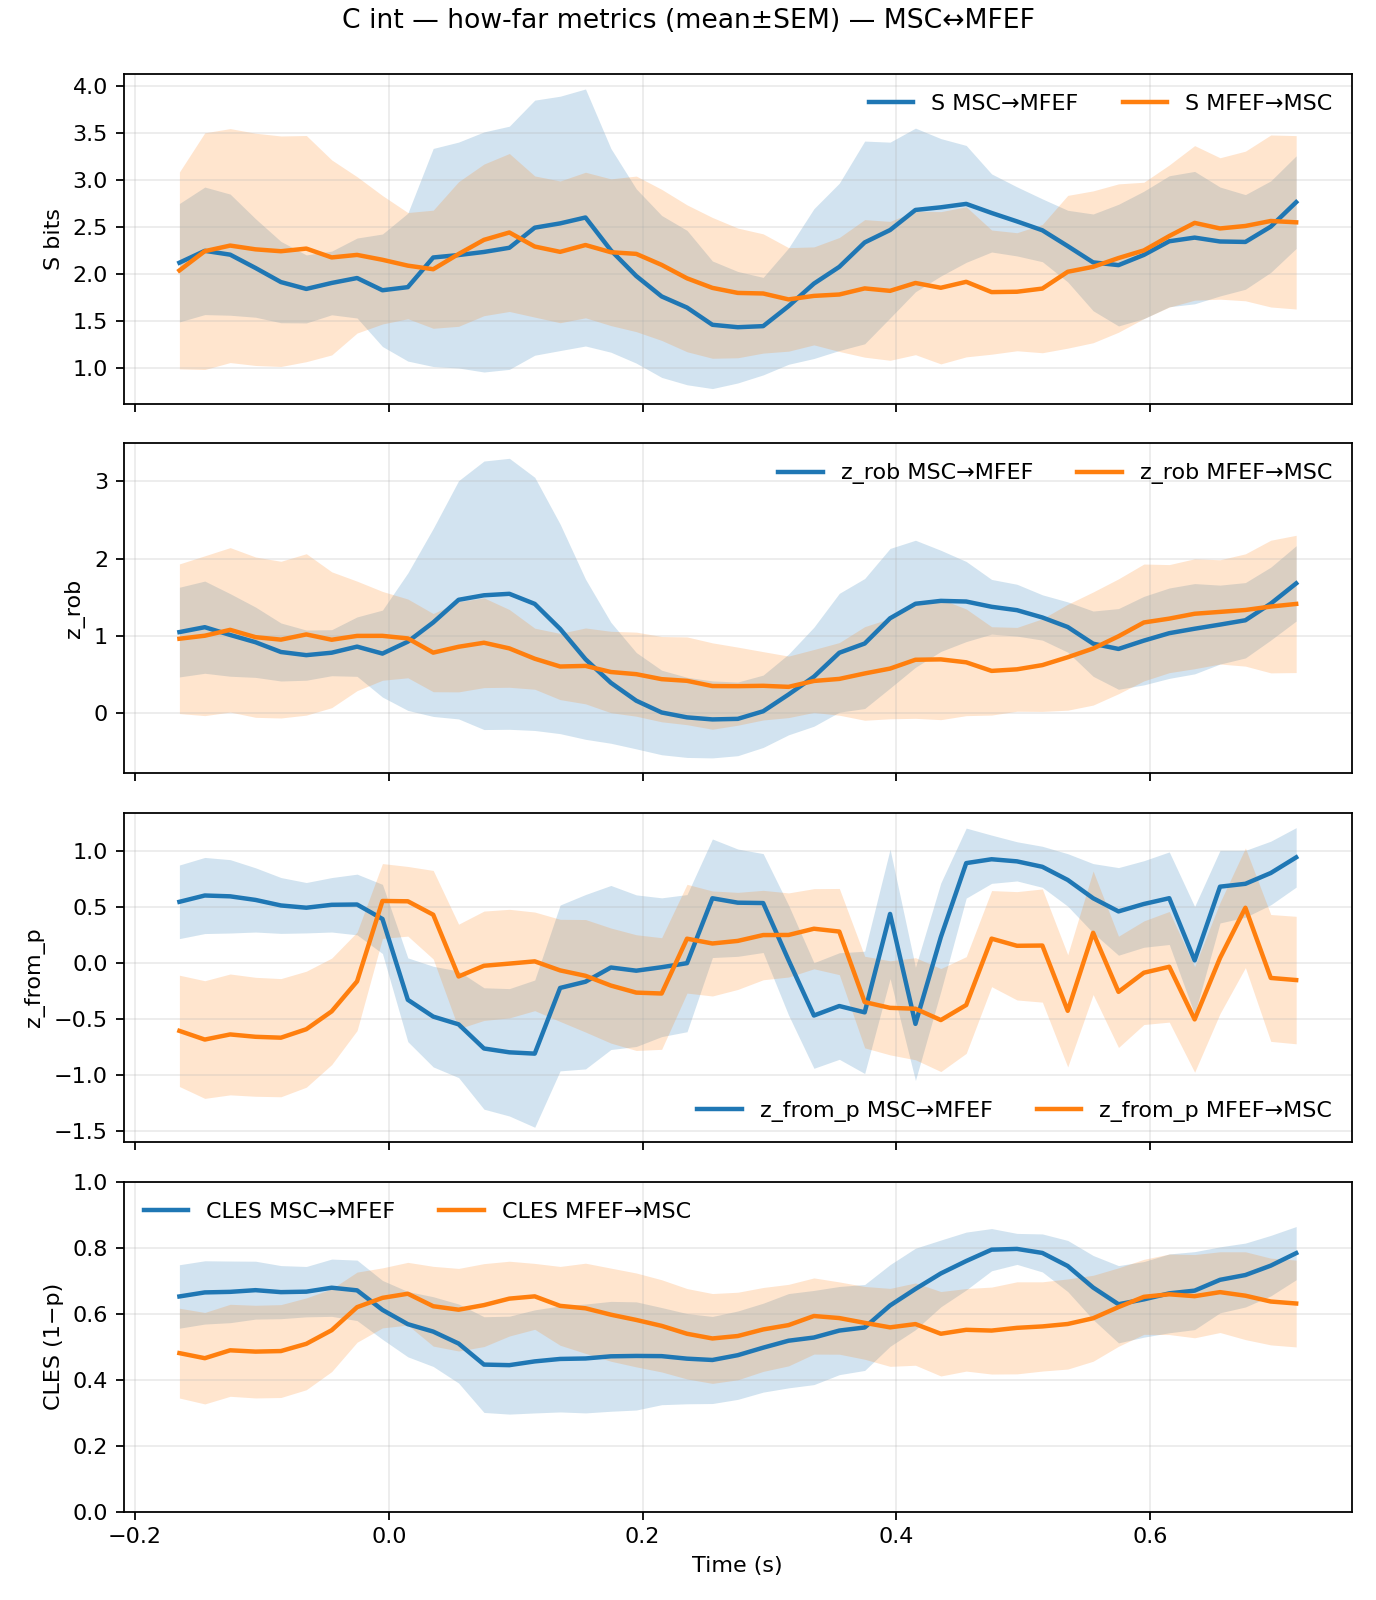 C int — how-far metrics (mean±SEM) — MSC↔MFEF
S MSC→MFEF S MFEF→MSC
4.0
3.5
3.0
2.5
2.0
1.5
1.0
S bits
z_rob MSC→MFEF z_rob MFEF→MSC
3
2
1
0
z_rob
1.0
0.5
0.0
−0.5
−1.0
−1.5
z_from_p
z_from_p MSC→MFEF z_from_p MFEF→MSC
CLES MSC→MFEF CLES MFEF→MSC
1.0
0.8
0.6
0.4
0.2
0.0
CLES (1−p)
−0.2 0.0 0.2 0.4 0.6
Time (s)